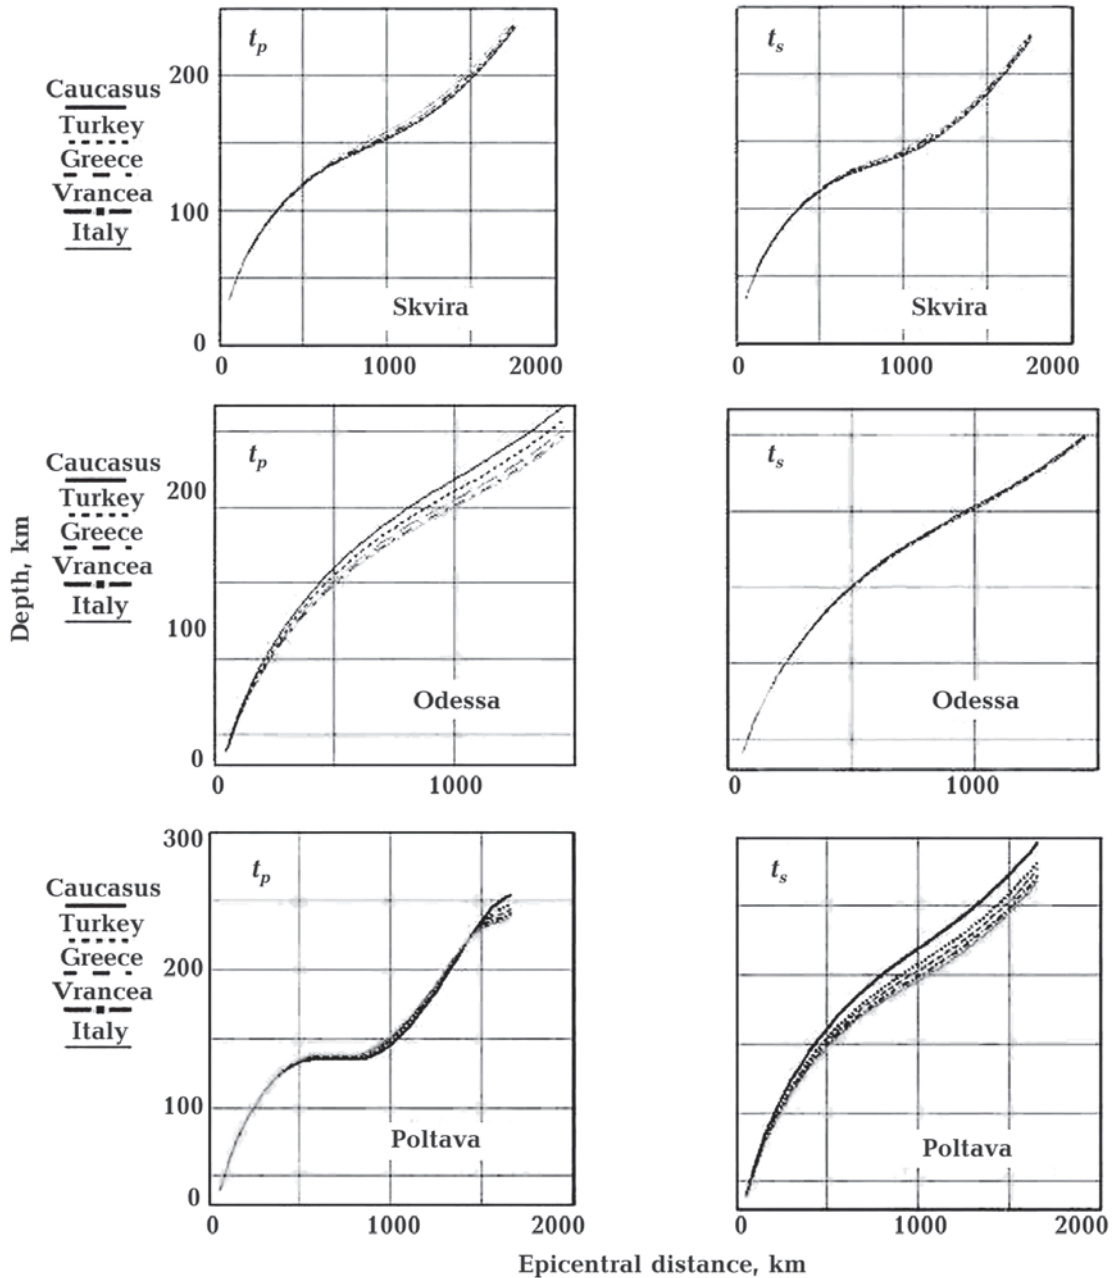 t_p
t_s
Caucasus
Turkey
Greece
Vrancea
Italy
200
100
0
Skvira
Skvira
0 1000 2000
0 1000 2000
t_p
t_s
Caucasus
Turkey
Greece
Vrancea
Italy
Depth, km
200
100
0
Odessa
Odessa
0 1000
0 1000
300
t_p
t_s
Caucasus
Turkey
Greece
Vrancea
Italy
200
100
0
Poltava
Poltava
0 1000 2000
0 1000 2000
Epicentral distance, km